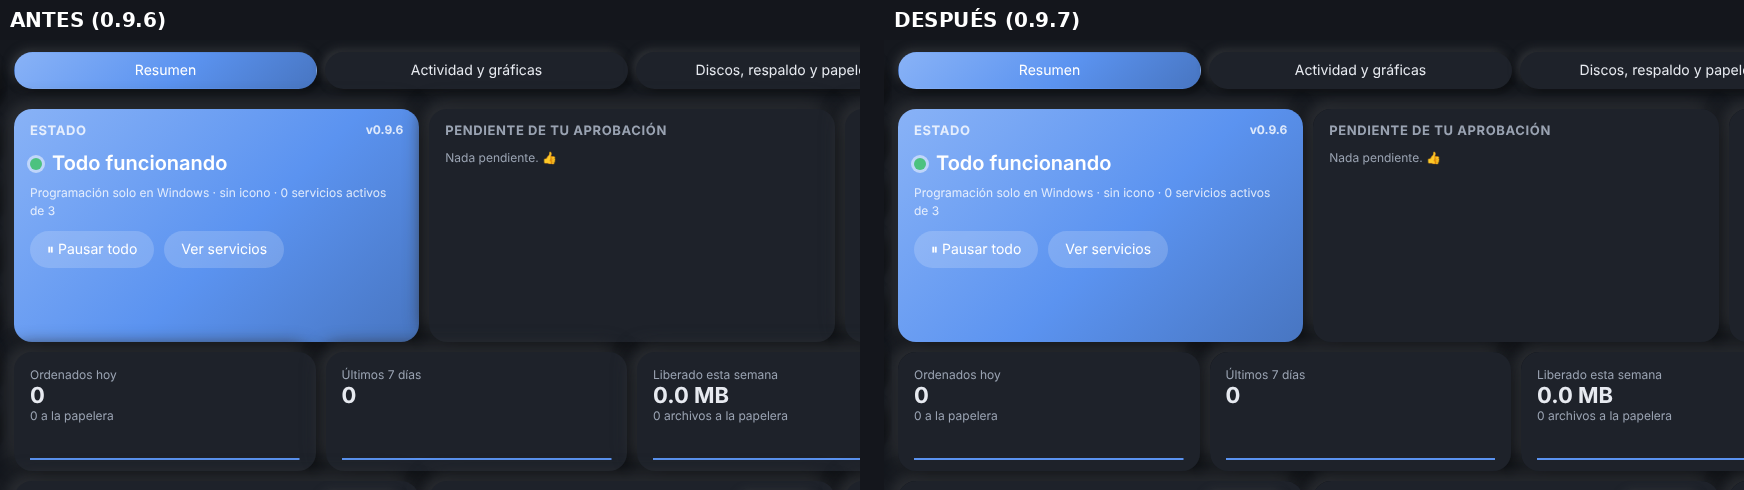 ANTES (0.9.6)
Resumen
Actividad y gráficas
Discos, respaldo y papel
ESTADO
v0.9.6
Todo funcionando
Programación solo en Windows · sin icono · 0 servicios activos
de 3
Pausar todo
Ver servicios
PENDIENTE DE TU APROBACIÓN
Nada pendiente. 👍
Ordenados hoy
0
0 a la papelera
Últimos 7 días
0
Liberado esta semana
0.0 MB
0 archivos a la papelera
DESPUÉS (0.9.7)
Resumen
Actividad y gráficas
Discos, respaldo y papel
ESTADO
v0.9.6
Todo funcionando
Programación solo en Windows · sin icono · 0 servicios activos
de 3
Pausar todo
Ver servicios
PENDIENTE DE TU APROBACIÓN
Nada pendiente. 👍
Ordenados hoy
0
0 a la papelera
Últimos 7 días
0
Liberado esta semana
0.0 MB
0 archivos a la papelera